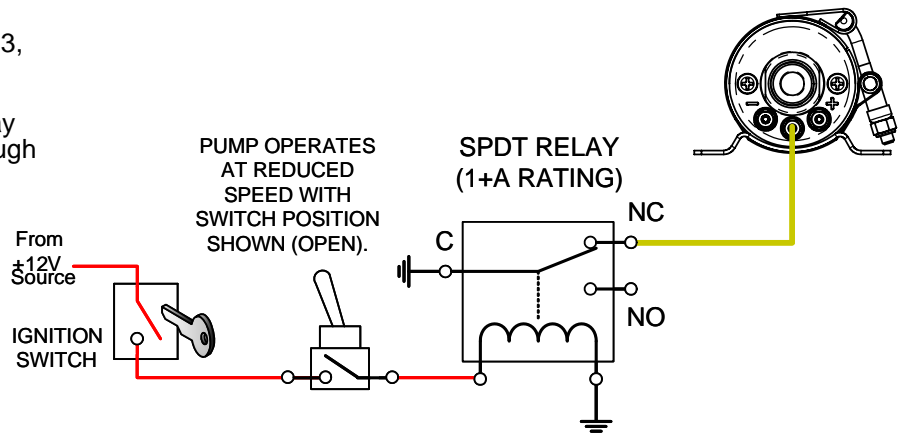 3,
ay
ugh
PUMP OPERATES
AT REDUCED
SPEED WITH
SWITCH POSITION
SHOWN (OPEN).
SPDT RELAY
(1+A RATING)
From
+12V
Source
IGNITION
SWITCH
C
NC
NO
− +